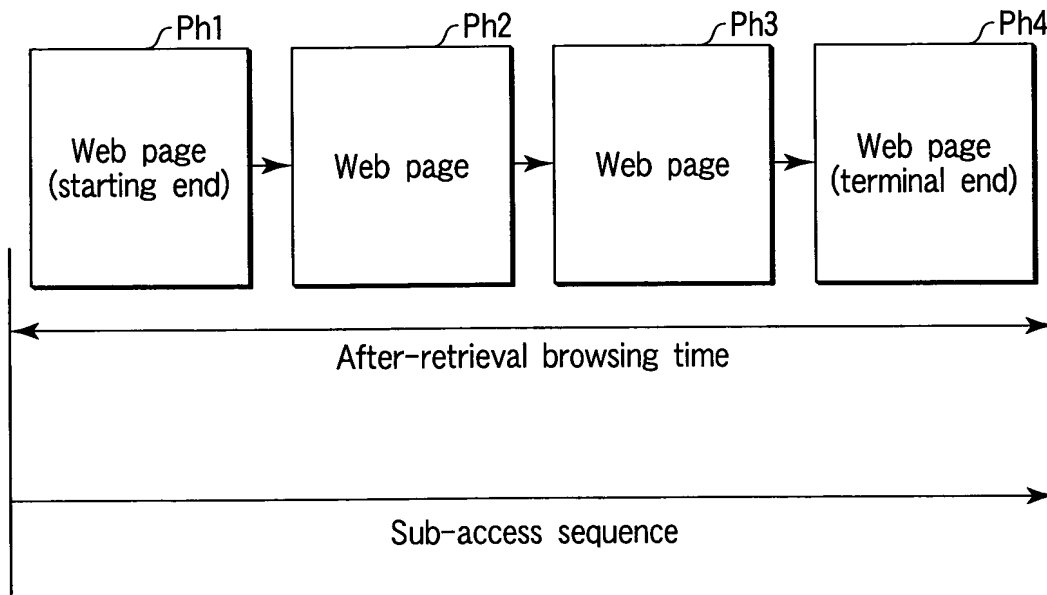 Ph1
Ph2
Ph3
Ph4
Web page
(starting end)
Web page
Web page
Web page
(terminal end)
After-retrieval browsing time
Sub-access sequence